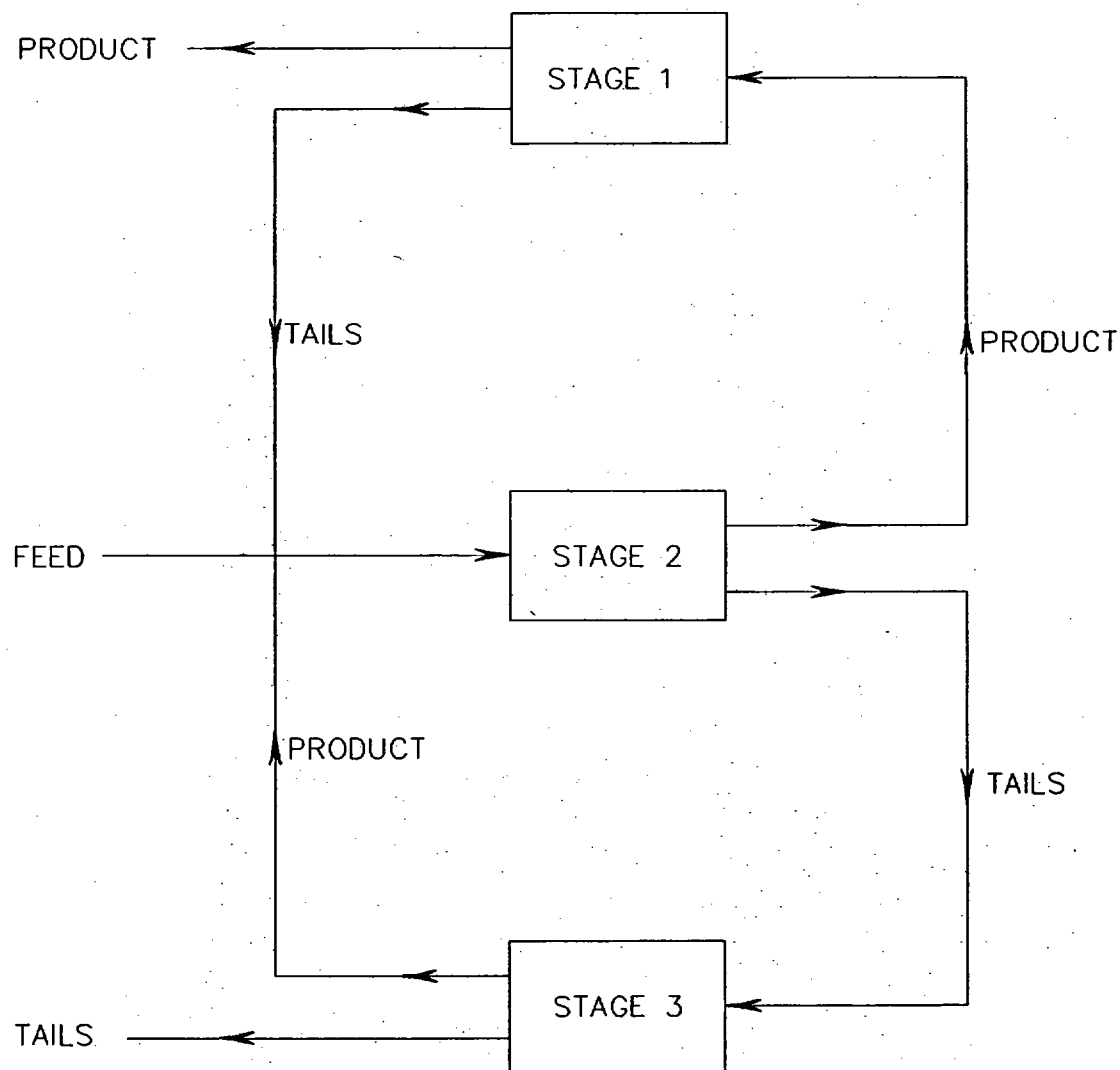 PRODUCT
STAGE 1
TAILS
PRODUCT
FEED
STAGE 2
PRODUCT
TAILS
STAGE 3
TAILS